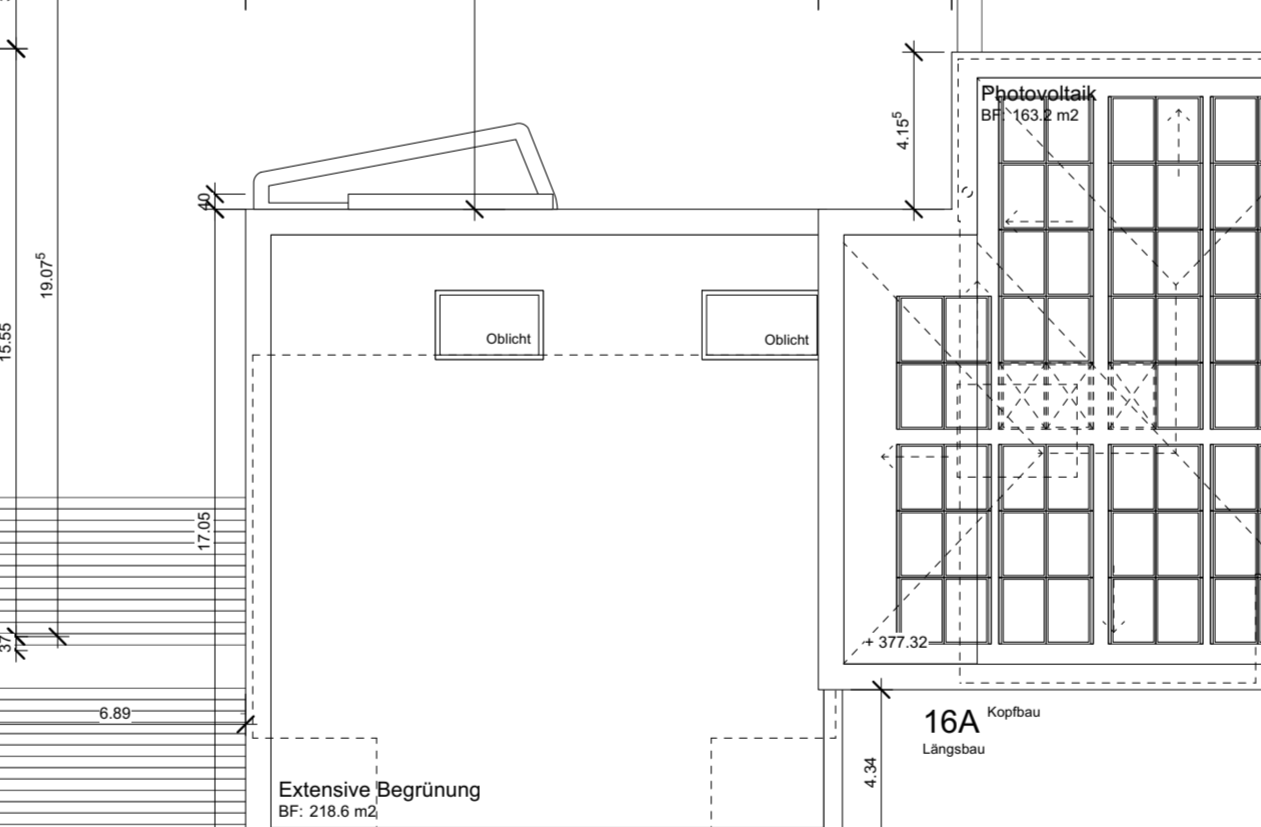 Photovoltaik
BF: 163.2 m2
4.15⁵
40
19.07⁵
15.55
Oblicht
Oblicht
17.05
37
+ 377.32
6.89
16A Kopfbau
Längsbau
4.34
Extensive Begrünung
BF: 218.6 m2